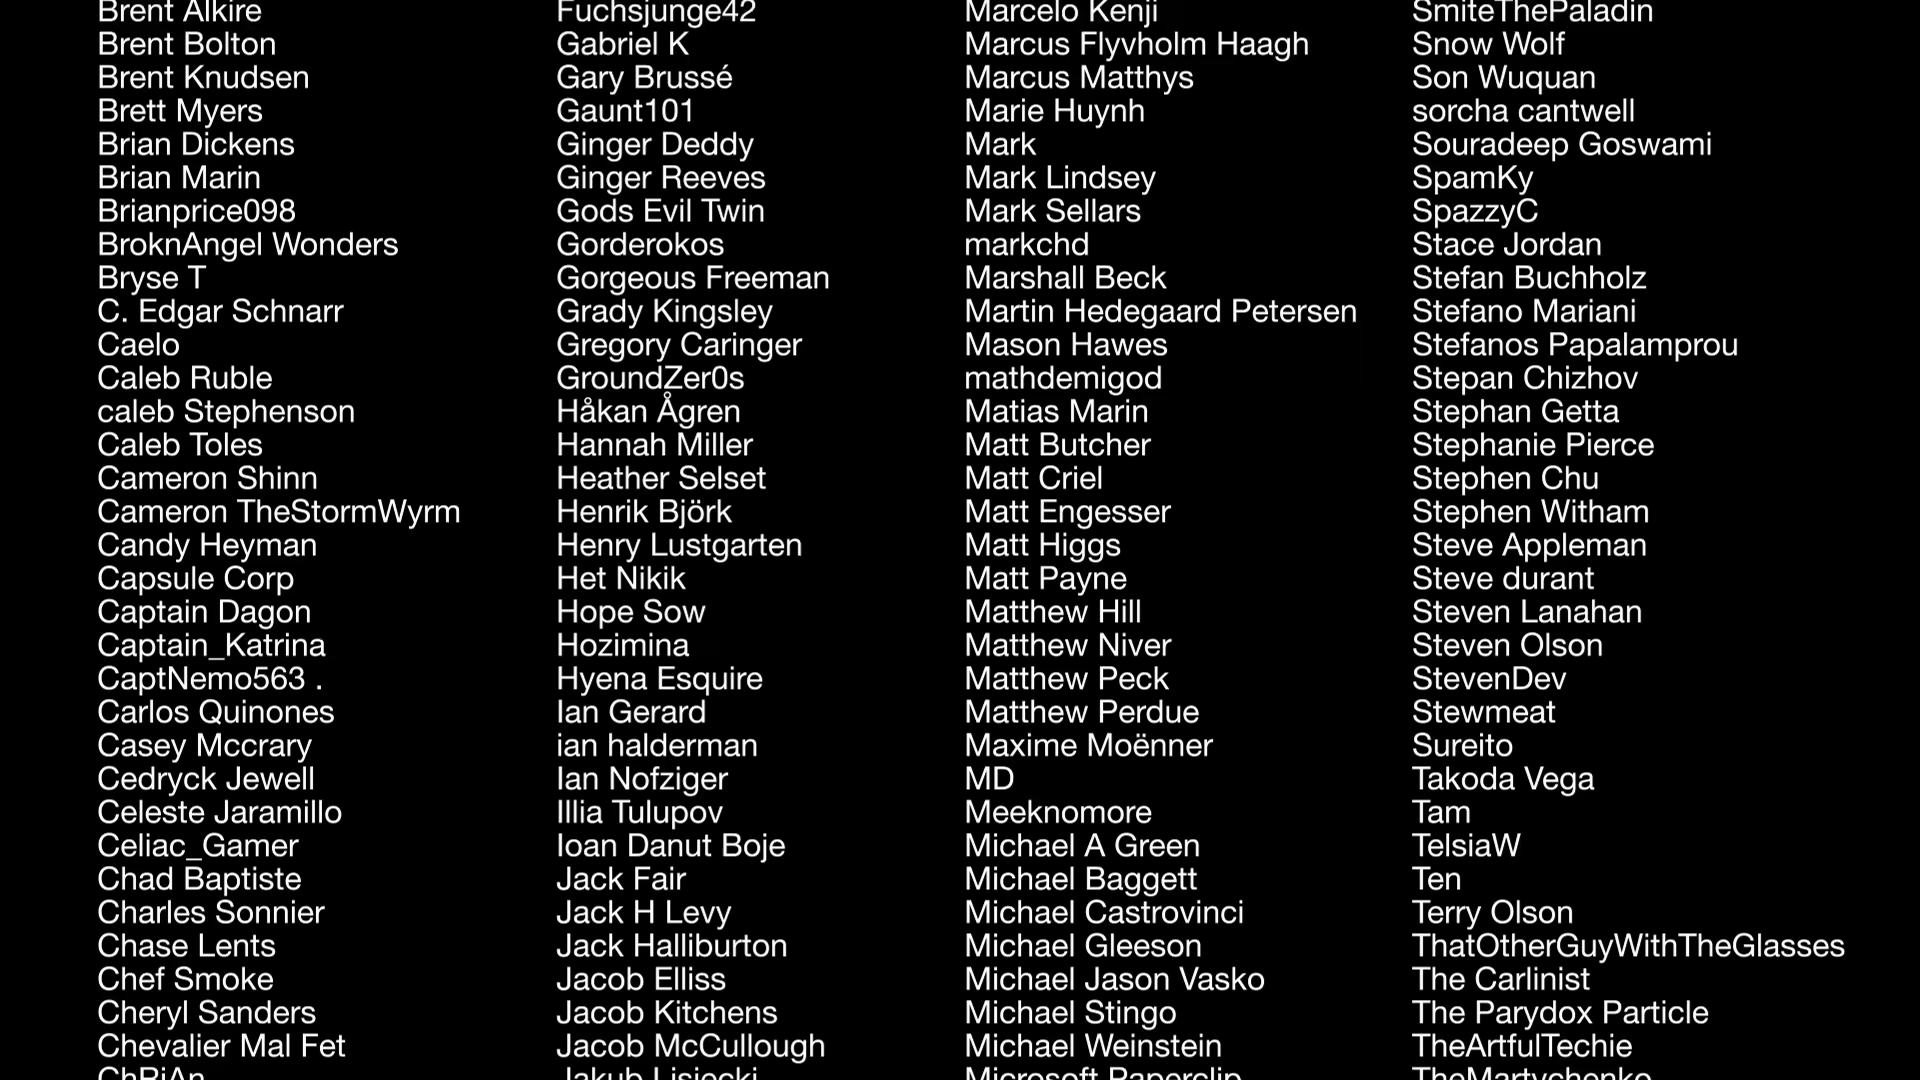 Brent Alkire
Brent Bolton
Brent Knudsen
Brett Myers
Brian Dickens
Brian Marin
Brianprice098
BroknAngel Wonders
Bryse T
C. Edgar Schnarr
Caelo
Caleb Ruble
caleb Stephenson
Caleb Toles
Cameron Shinn
Cameron TheStormWyrm
Candy Heyman
Capsule Corp
Captain Dagon
Captain_Katrina
CaptNemo563 .
Carlos Quinones
Casey Mccrary
Cedryck Jewell
Celeste Jaramillo
Celiac_Gamer
Chad Baptiste
Charles Sonnier
Chase Lents
Chef Smoke
Cheryl Sanders
Chevalier Mal Fet
ChRiAn
Fuchsjunge42
Gabriel K
Gary Brussé
Gaunt101
Ginger Deddy
Ginger Reeves
Gods Evil Twin
Gorderokos
Gorgeous Freeman
Grady Kingsley
Gregory Caringer
GroundZer0s
Håkan Ågren
Hannah Miller
Heather Selset
Henrik Björk
Henry Lustgarten
Het Nikik
Hope Sow
Hozimina
Hyena Esquire
Ian Gerard
ian halderman
Ian Nofziger
Illia Tulupov
Ioan Danut Boje
Jack Fair
Jack H Levy
Jack Halliburton
Jacob Elliss
Jacob Kitchens
Jacob McCullough
Jakub Lisiecki
Marcelo Kenji
Marcus Flyvholm Haagh
Marcus Matthys
Marie Huynh
Mark
Mark Lindsey
Mark Sellars
markchd
Marshall Beck
Martin Hedegaard Petersen
Mason Hawes
mathdemigod
Matias Marin
Matt Butcher
Matt Criel
Matt Engesser
Matt Higgs
Matt Payne
Matthew Hill
Matthew Niver
Matthew Peck
Matthew Perdue
Maxime Moënner
MD
Meeknomore
Michael A Green
Michael Baggett
Michael Castrovinci
Michael Gleeson
Michael Jason Vasko
Michael Stingo
Michael Weinstein
Microsoft Paperclip
SmiteThePaladin
Snow Wolf
Son Wuquan
sorcha cantwell
Souradeep Goswami
SpamKy
SpazzyC
Stace Jordan
Stefan Buchholz
Stefano Mariani
Stefanos Papalamprou
Stepan Chizhov
Stephan Getta
Stephanie Pierce
Stephen Chu
Stephen Witham
Steve Appleman
Steve durant
Steven Lanahan
Steven Olson
StevenDev
Stewmeat
Sureito
Takoda Vega
Tam
TelsiaW
Ten
Terry Olson
ThatOtherGuyWithTheGlasses
The Carlinist
The Parydox Particle
TheArtfulTechie
TheMartychenko